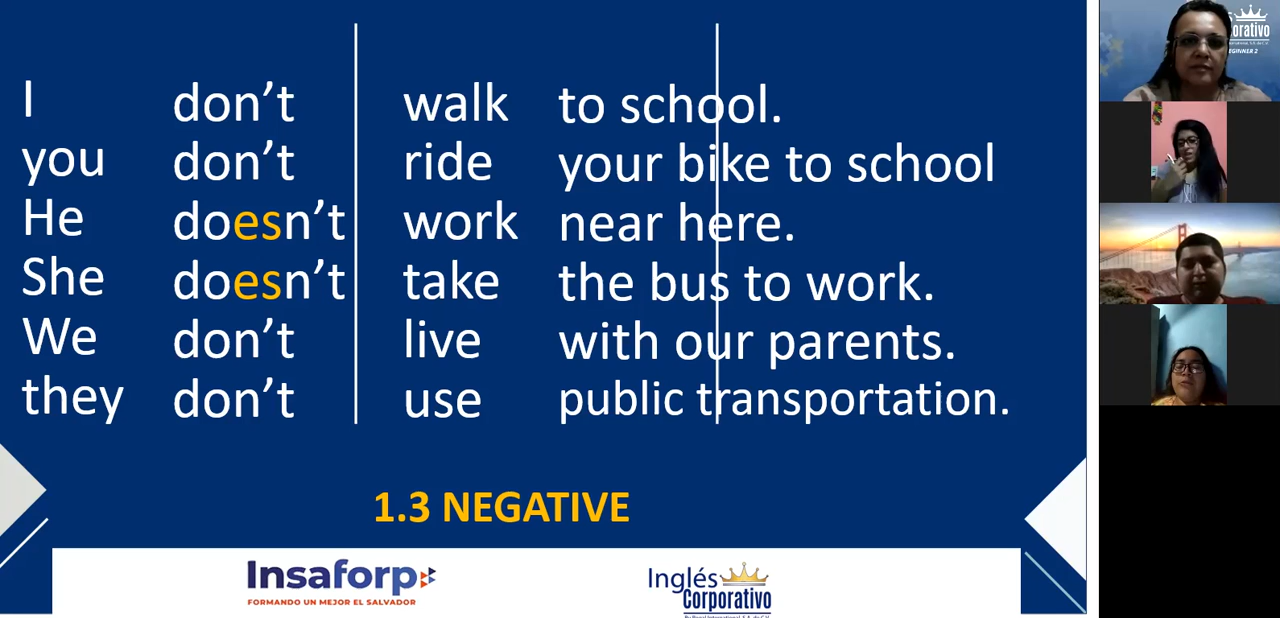 I don't walk to school.
you don't ride your bike to school
He doesn't work near here.
She doesn't take the bus to work.
We don't live with our parents.
they don't use public transportation.
1.3 NEGATIVE
Insaforp
FORMANDO UN MEJOR EL SALVADOR
Inglés
Corporativo
orativo
EGINNER 2